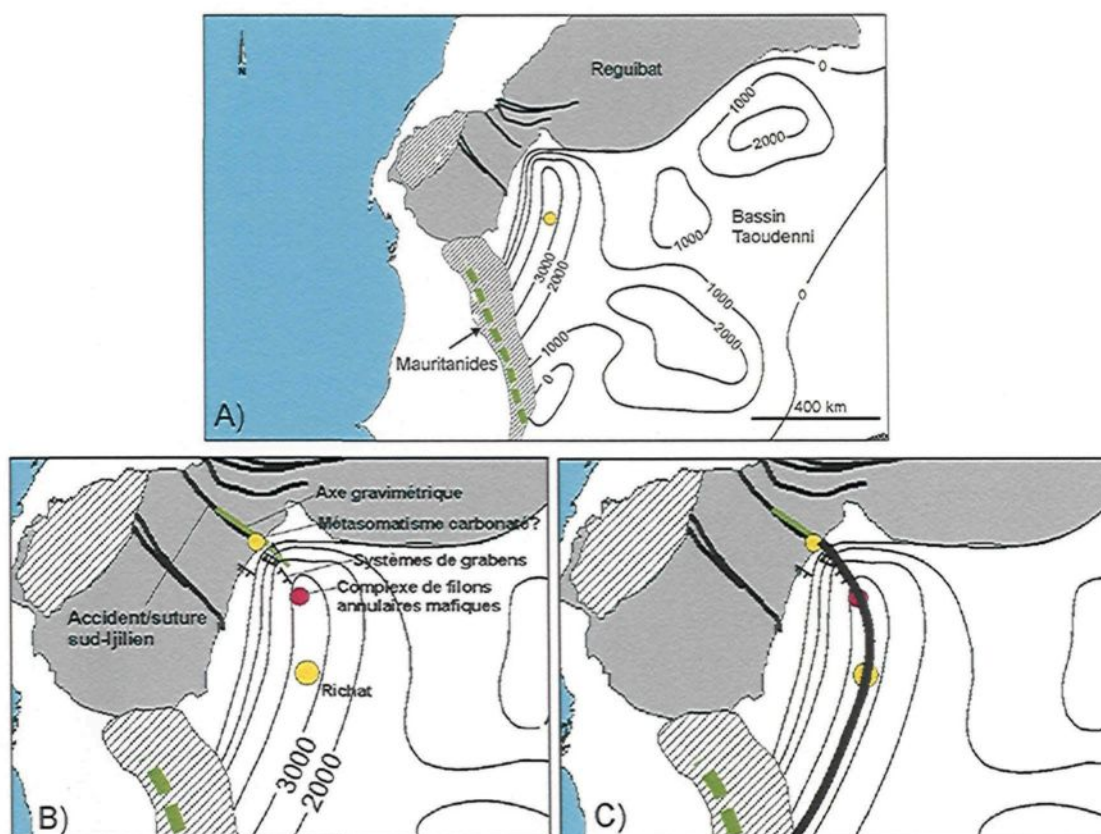 N
Reguibat
0
1000
2000
Bassin
Taoudenni
1000
3000
2000
0
1000
2000
1000
Mauritanides
0
400 km
A)
Axe gravimétrique
Métasomatisme carbonaté?
Systèmes de grabens
Complexe de filons
annulaires mafiques
Accident/suture
sud-Ijilien
Richat
3000
2000
B)
C)